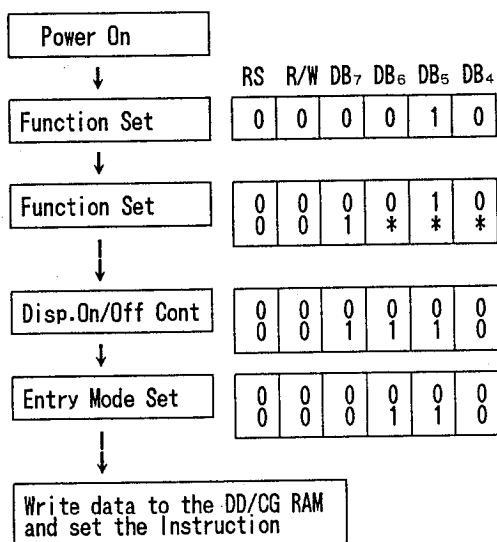 Power On
RS R/W DB₇ DB₆ DB₅ DB₄
Function Set 0 0 0 0 1 0
Function Set 0 0 0 0 1 0
0 0 1 * * *
Disp.On/Off Cont 0 0 0 0 0 0
0 0 1 1 1 0
Entry Mode Set 0 0 0 0 0 0
0 0 0 1 1 0
Write data to the DD/CG RAM
and set the Instruction